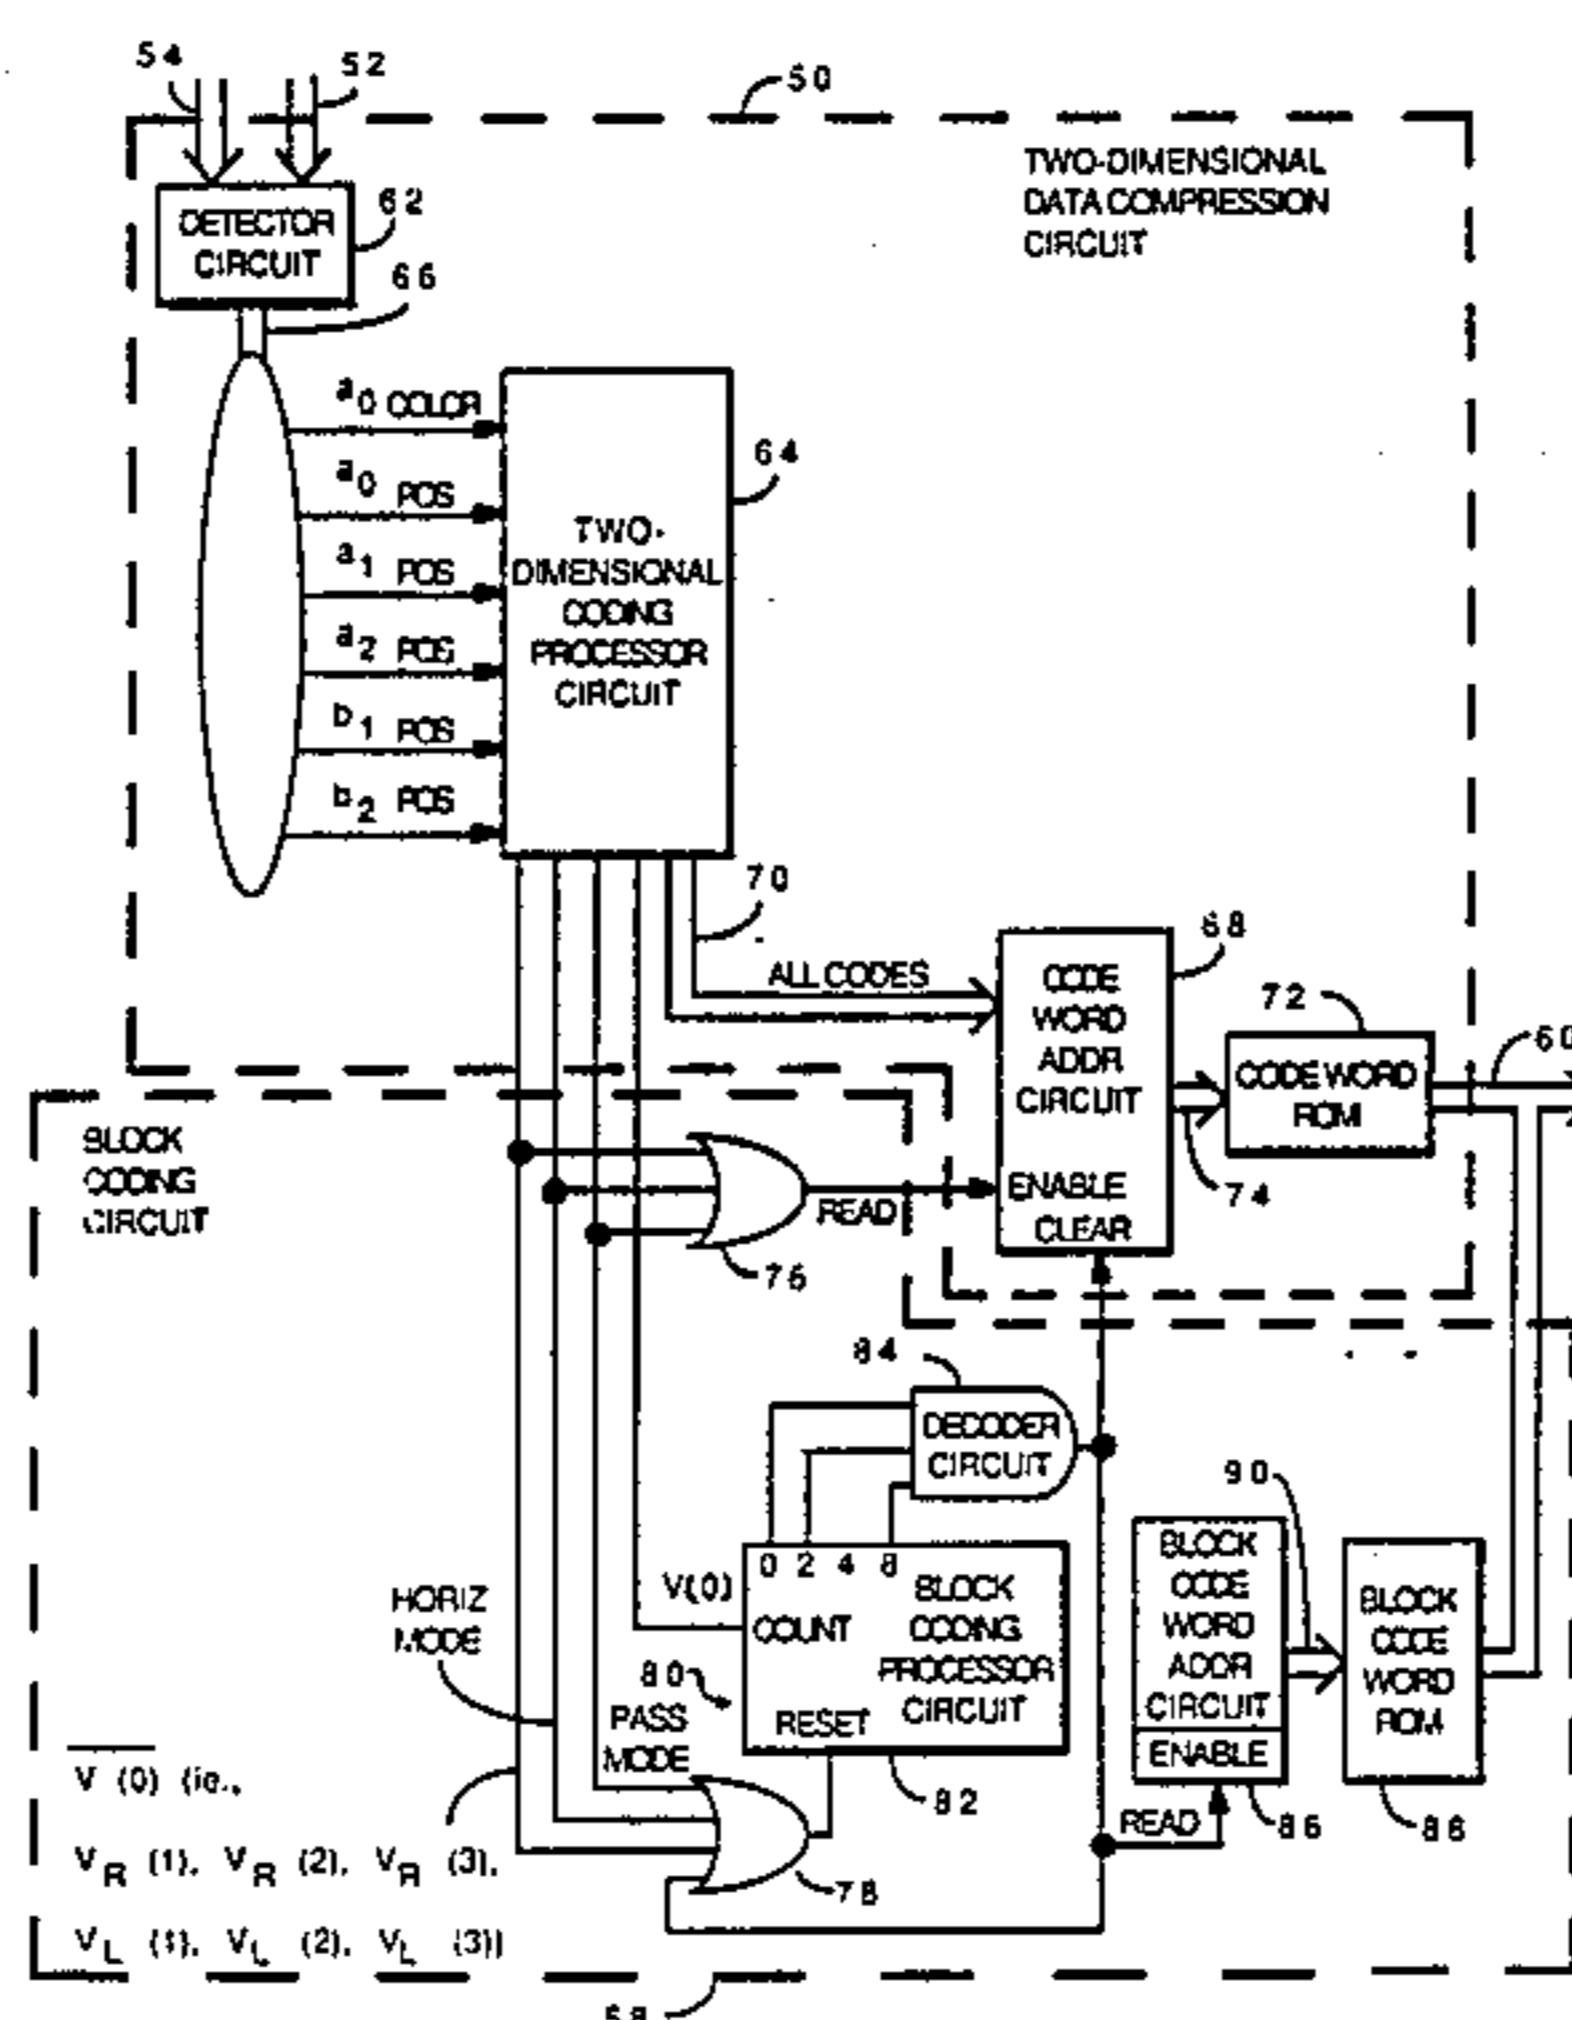 54
52
50
TWO-DIMENSIONAL
DATA COMPRESSION
CIRCUIT
DETECTOR
CIRCUIT
62
66
a0 COLOR
a0 POS
a1 POS
a2 POS
b1 POS
b2 POS
TWO-
DIMENSIONAL
CODING
PROCESSOR
CIRCUIT
64
70
ALL CODES
CODE
WORD
ADDR
CIRCUIT
ENABLE
CLEAR
68
72
CODE WORD
ROM
60
74
BLOCK
CODING
CIRCUIT
READ
76
84
DECODER
CIRCUIT
0 2 4 8
V(0)
COUNT
BLOCK
CODING
PROCESSOR
CIRCUIT
RESET
80
82
HORIZ
MODE
PASS
MODE
78
90
BLOCK
CODE
WORD
ADDR
CIRCUIT
ENABLE
READ
86
BLOCK
CODE
WORD
ROM
88
V (0) (ie.,
VR (1), VR (2), VR (3),
VL (1), VL (2), VL (3))
58